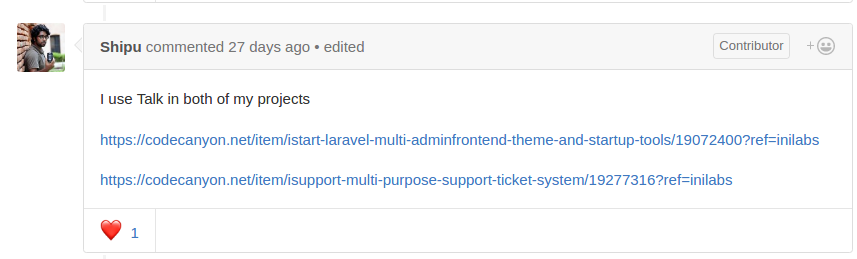 Shipu commented 27 days ago • edited
Contributor
+
I use Talk in both of my projects
https://codecanyon.net/item/istart-laravel-multi-adminfrontend-theme-and-startup-tools/19072400?ref=inilabs
https://codecanyon.net/item/isupport-multi-purpose-support-ticket-system/19277316?ref=inilabs
1